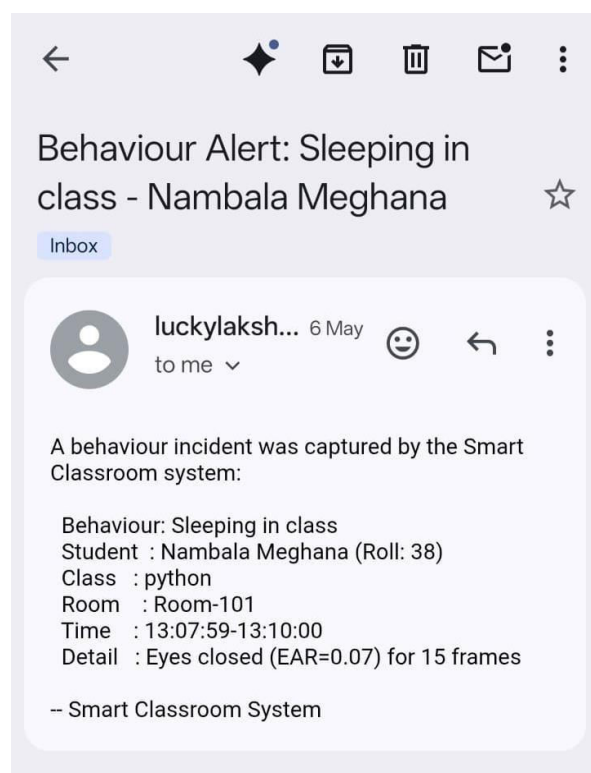 Behaviour Alert: Sleeping in
class - Nambala Meghana
Inbox
luckylaksh... 6 May
to me
A behaviour incident was captured by the Smart
Classroom system:
Behaviour: Sleeping in class
Student : Nambala Meghana (Roll: 38)
Class : python
Room : Room-101
Time : 13:07:59-13:10:00
Detail : Eyes closed (EAR=0.07) for 15 frames
-- Smart Classroom System